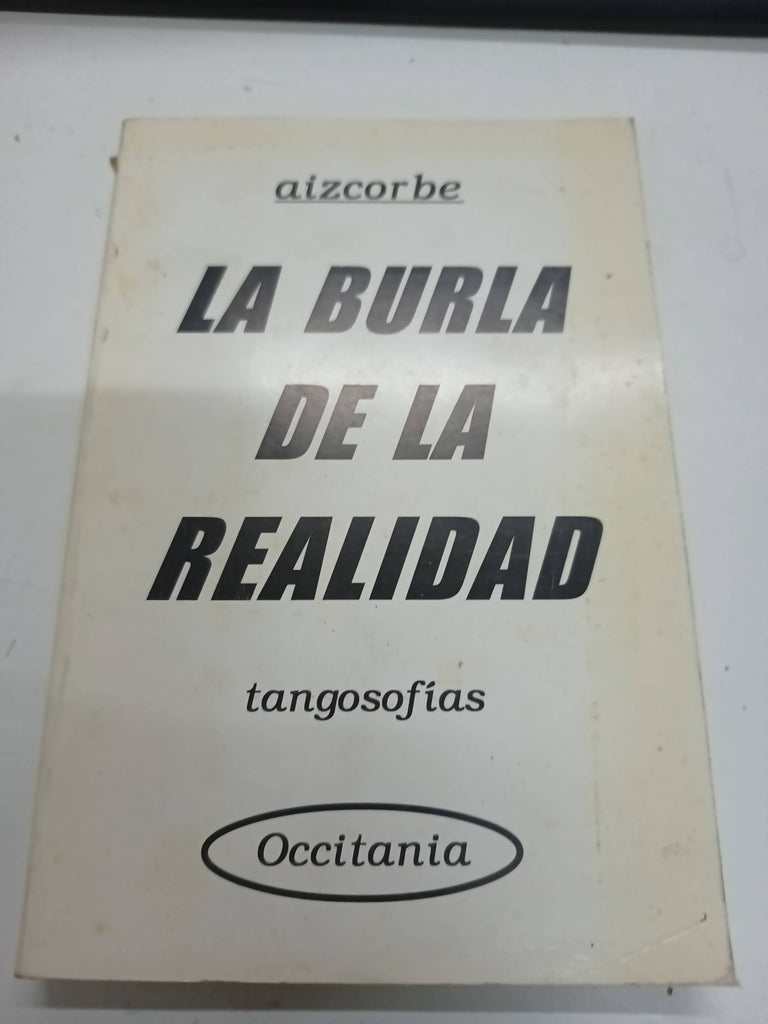 aizcorbe
LA BURLA
DE LA
REALIDAD
tangosofías
Occitania